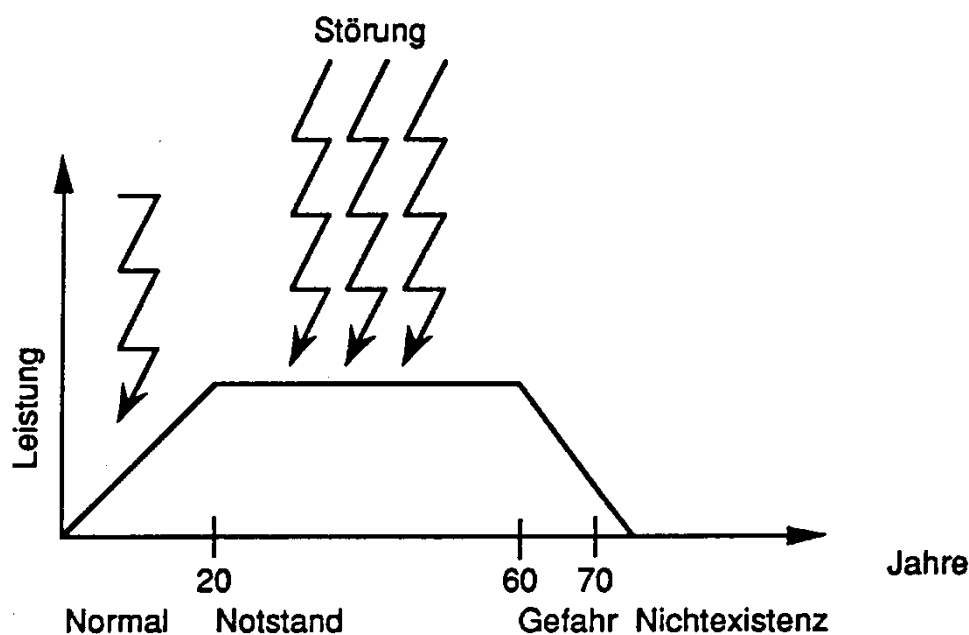 Störung
Leistung
20
60
70
Jahre
Normal
Notstand
Gefahr
Nichtexistenz